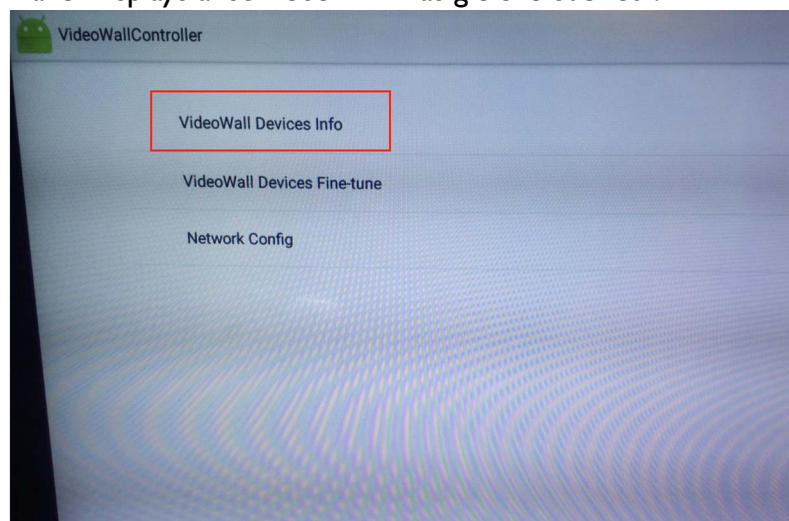 VideoWallController
VideoWall Devices Info
VideoWall Devices Fine-tune
Network Config